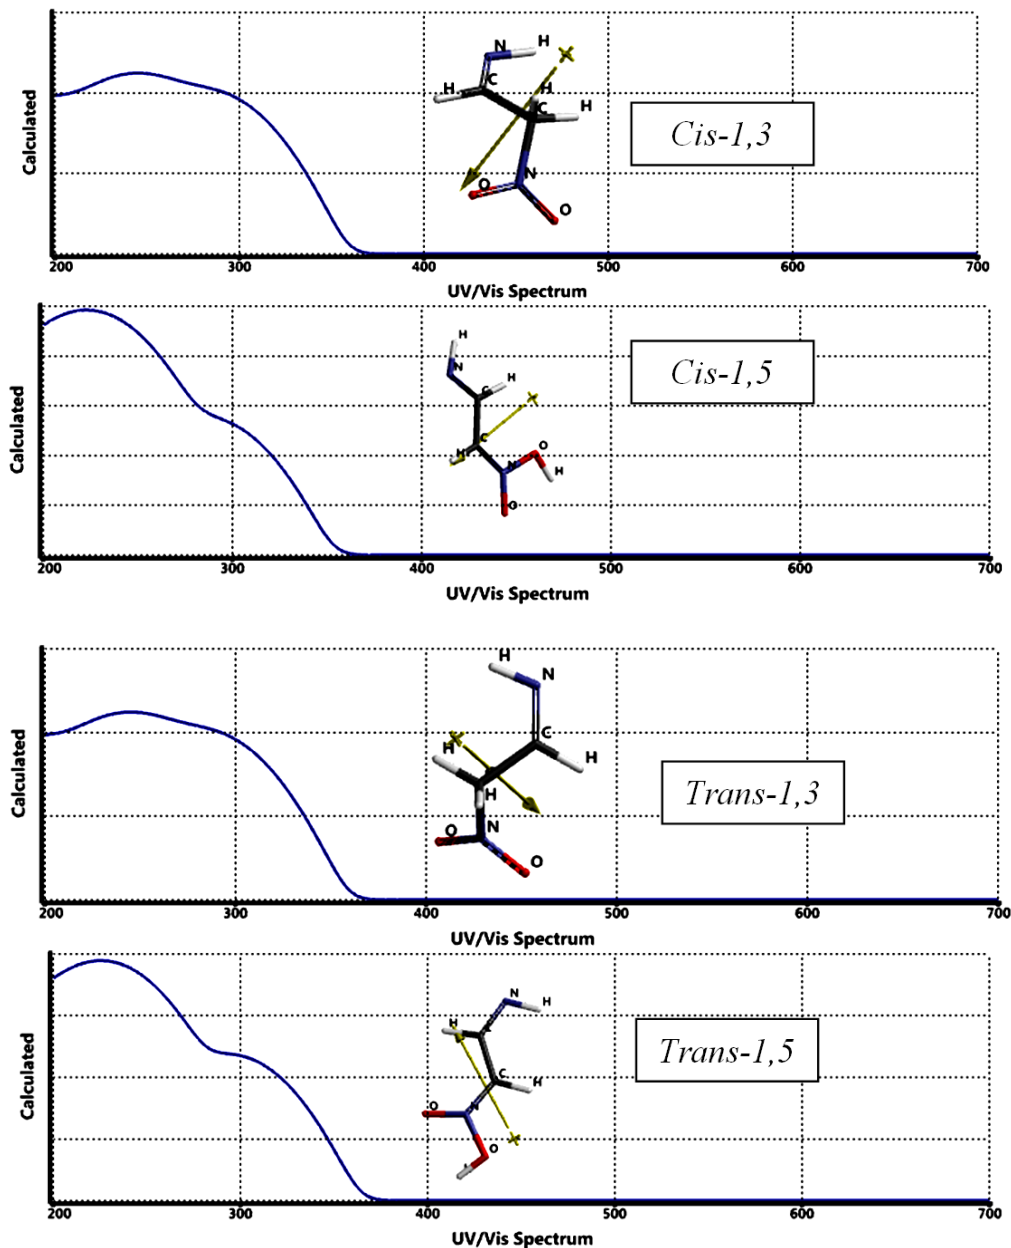 N H
H C H
C H
Calculated
Cis-1,3
N
O
O
200 300 400 500 600 700
UV/Vis Spectrum
H
N
C H
Calculated
Cis-1,5
C
H O
N H
O
200 300 400 500 600 700
UV/Vis Spectrum
H N
C
H H
Calculated
Trans-1,3
H
O N
O
200 300 400 500 600 700
UV/Vis Spectrum
N H
H C
C H
Calculated
Trans-1,5
O N
O
H
200 300 400 500 600 700
UV/Vis Spectrum